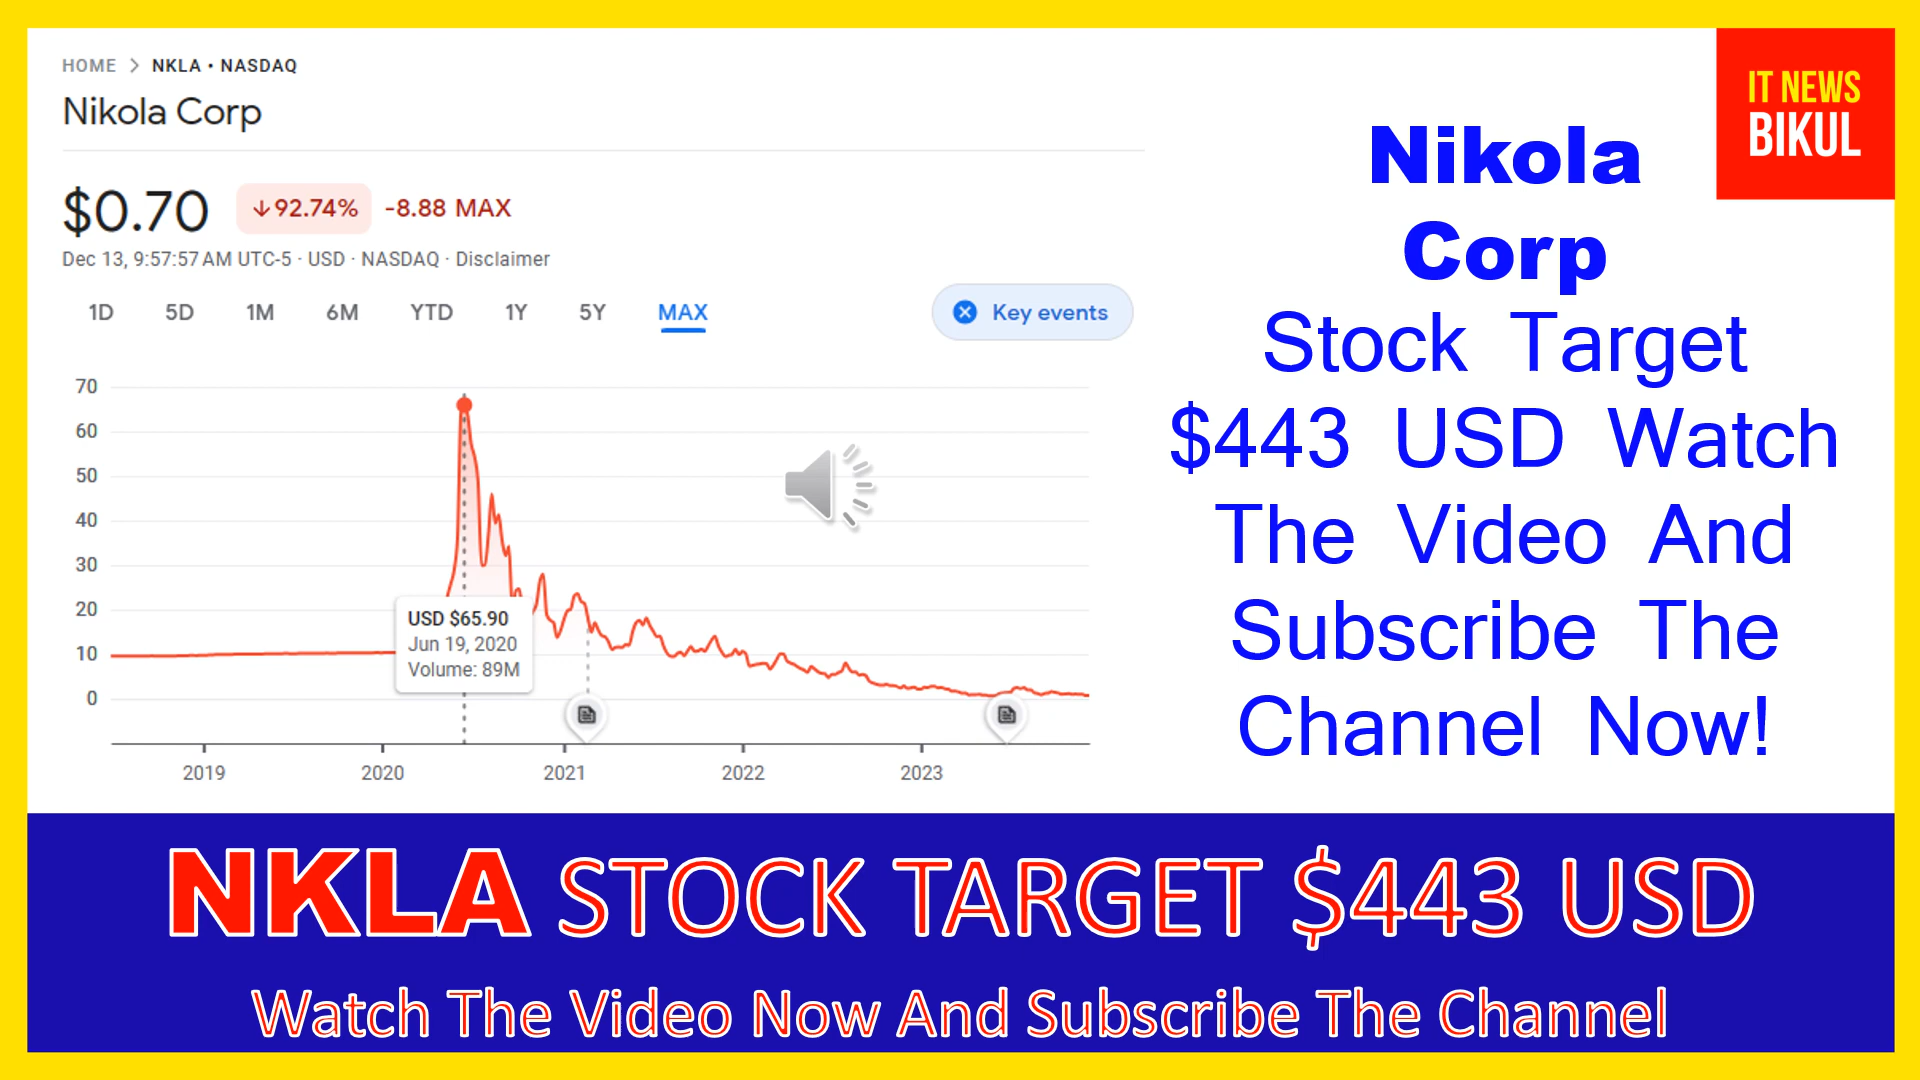 HOME > NKLA • NASDAQ
Nikola Corp
$0.70 ↓92.74% -8.88 MAX
Dec 13, 9:57:57 AM UTC-5 · USD · NASDAQ · Disclaimer
1D 5D 1M 6M YTD 1Y 5Y MAX
Key events
70
60
50
40
30
20
10
0
USD $65.90
Jun 19, 2020
Volume: 89M
2019 2020 2021 2022 2023
IT NEWS
BIKUL
Nikola
Corp
Stock Target
$443 USD Watch
The Video And
Subscribe The
Channel Now!
NKLA STOCK TARGET $443 USD
Watch The Video Now And Subscribe The Channel